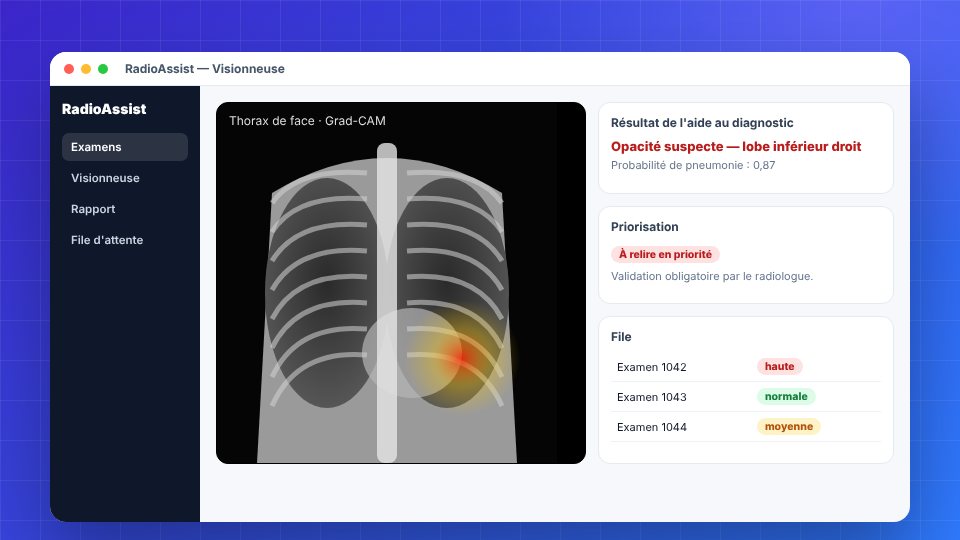 RadioAssist — Visionneuse
RadioAssist
Examens
Visionneuse
Rapport
File d'attente
Thorax de face · Grad-CAM
Résultat de l'aide au diagnostic
Opacité suspecte — lobe inférieur droit
Probabilité de pneumonie : 0,87
Priorisation
À relire en priorité
Validation obligatoire par le radiologue.
File
Examen 1042 haute
Examen 1043 normale
Examen 1044 moyenne